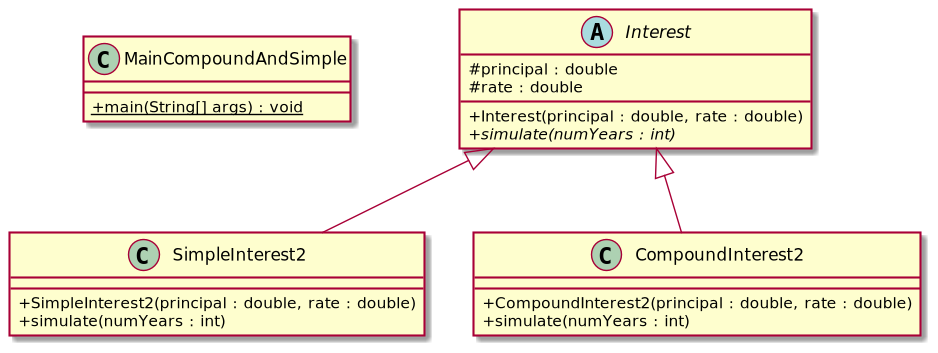 C MainCompoundAndSimple
+main(String[] args) : void
A Interest
#principal : double
#rate : double
+Interest(principal : double, rate : double)
+simulate(numYears : int)
C SimpleInterest2
+SimpleInterest2(principal : double, rate : double)
+simulate(numYears : int)
C CompoundInterest2
+CompoundInterest2(principal : double, rate : double)
+simulate(numYears : int)